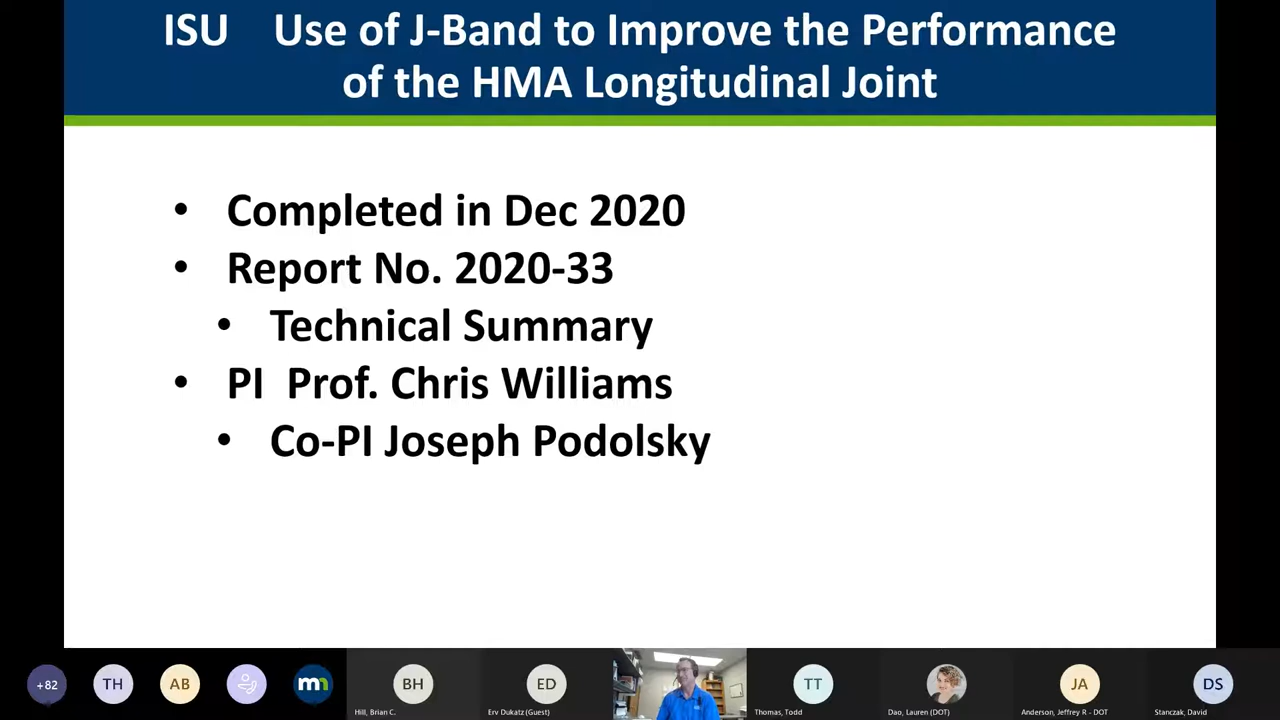 ISU Use of J-Band to Improve the Performance
of the HMA Longitudinal Joint
• Completed in Dec 2020
• Report No. 2020-33
• Technical Summary
• PI Prof. Chris Williams
• Co-PI Joseph Podolsky
+82 TH AB mn BH ED TT JA DS
Hill, Brian C. Erv Dukatz (Guest) Thomas, Todd Dao, Lauren (DOT) Anderson, Jeffrey R - DOT Stanczak, David